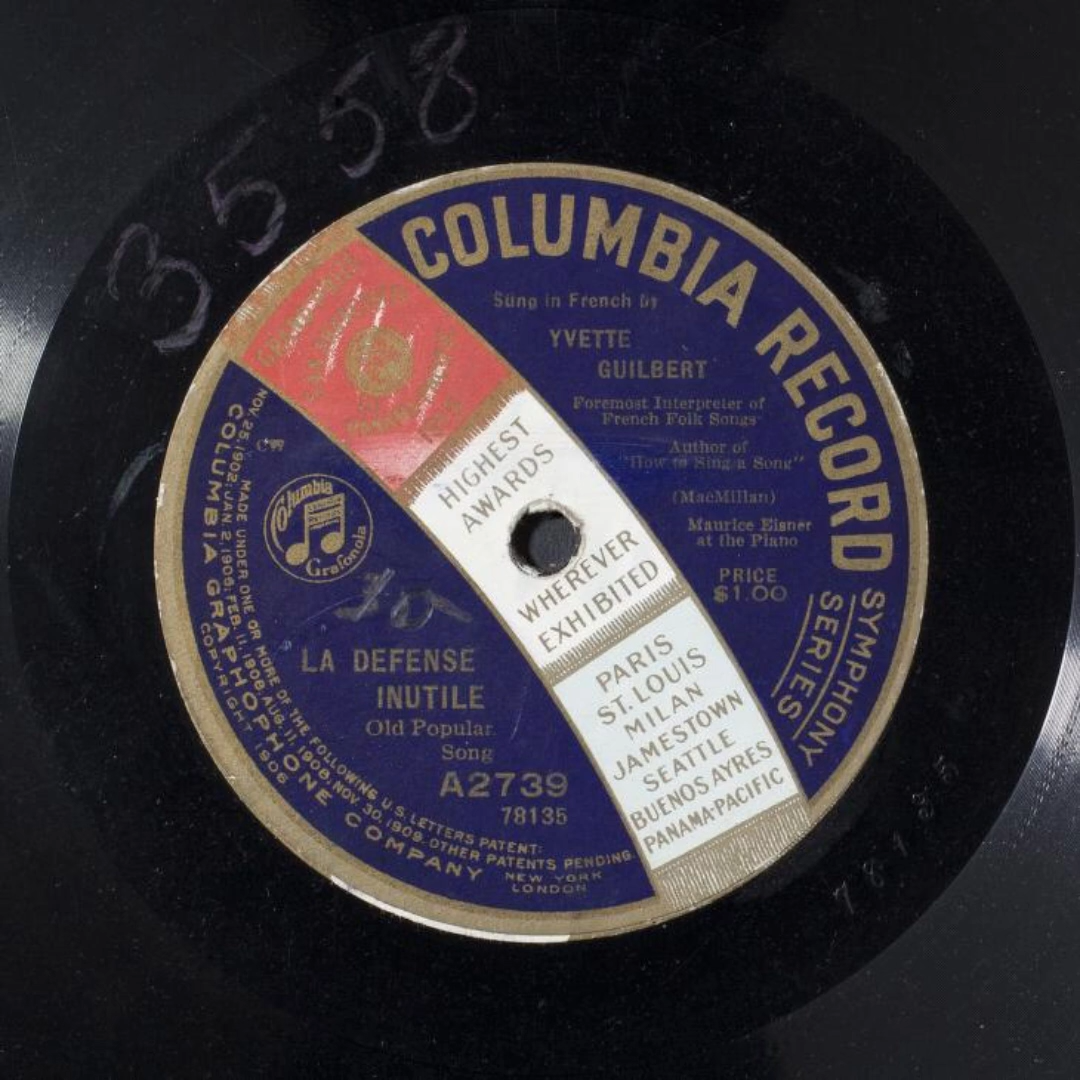 3558
COLUMBIA RECORD
SYMPHONY
SERIES
Sung in French by
YVETTE
GUILBERT
Foremost Interpreter of
French Folk Songs
Author of
"How to Sing a Song"
(MacMillan)
Maurice Eisner
at the Piano
PRICE
$1.00
HIGHEST
AWARDS
WHEREVER
EXHIBITED
PARIS
ST. LOUIS
MILAN
JAMESTOWN
SEATTLE
BUENOS AYRES
PANAMA-PACIFIC
C99
Columbia
Grafonola
LA DEFENSE
INUTILE
Old Popular
Song
A2739
78135
MADE UNDER ONE OR MORE OF THE FOLLOWING U.S. LETTERS PATENT:
NOV. 25, 1902; JAN. 2, 1906; FEB. 11, 1908; AUG. 11, 1908; NOV. 30, 1909. OTHER PATENTS PENDING.
COLUMBIA GRAPHOPHONE COMPANY
NEW YORK
LONDON
COPYRIGHT 1906
78135